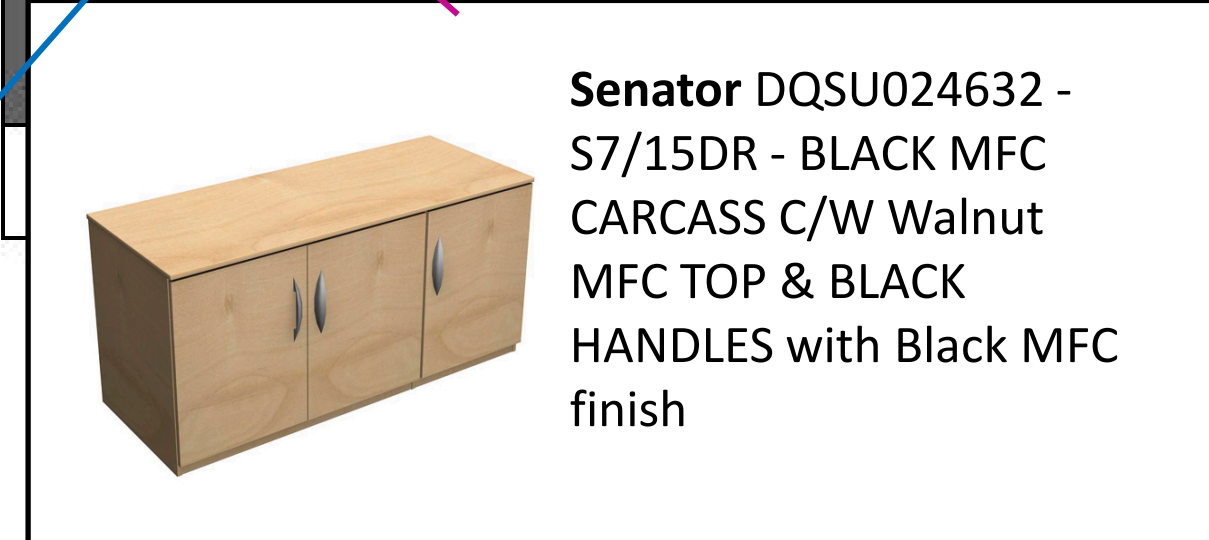 Senator DQSU024632 -
S7/15DR - BLACK MFC
CARCASS C/W Walnut
MFC TOP & BLACK
HANDLES with Black MFC
finish